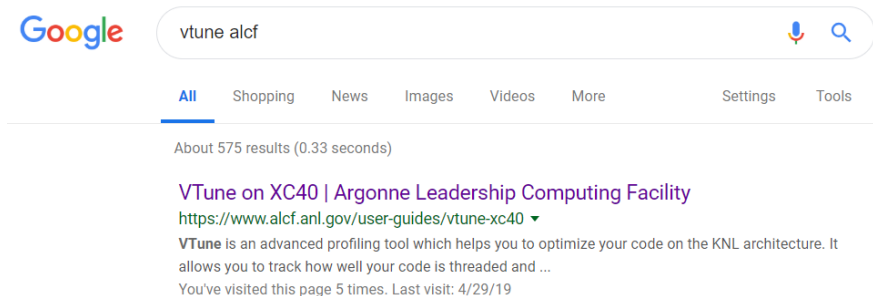 Google
vtune alcf
All Shopping News Images Videos More Settings Tools
About 575 results (0.33 seconds)
VTune on XC40 | Argonne Leadership Computing Facility
https://www.alcf.anl.gov/user-guides/vtune-xc40
VTune is an advanced profiling tool which helps you to optimize your code on the KNL architecture. It
allows you to track how well your code is threaded and ...
You've visited this page 5 times. Last visit: 4/29/19